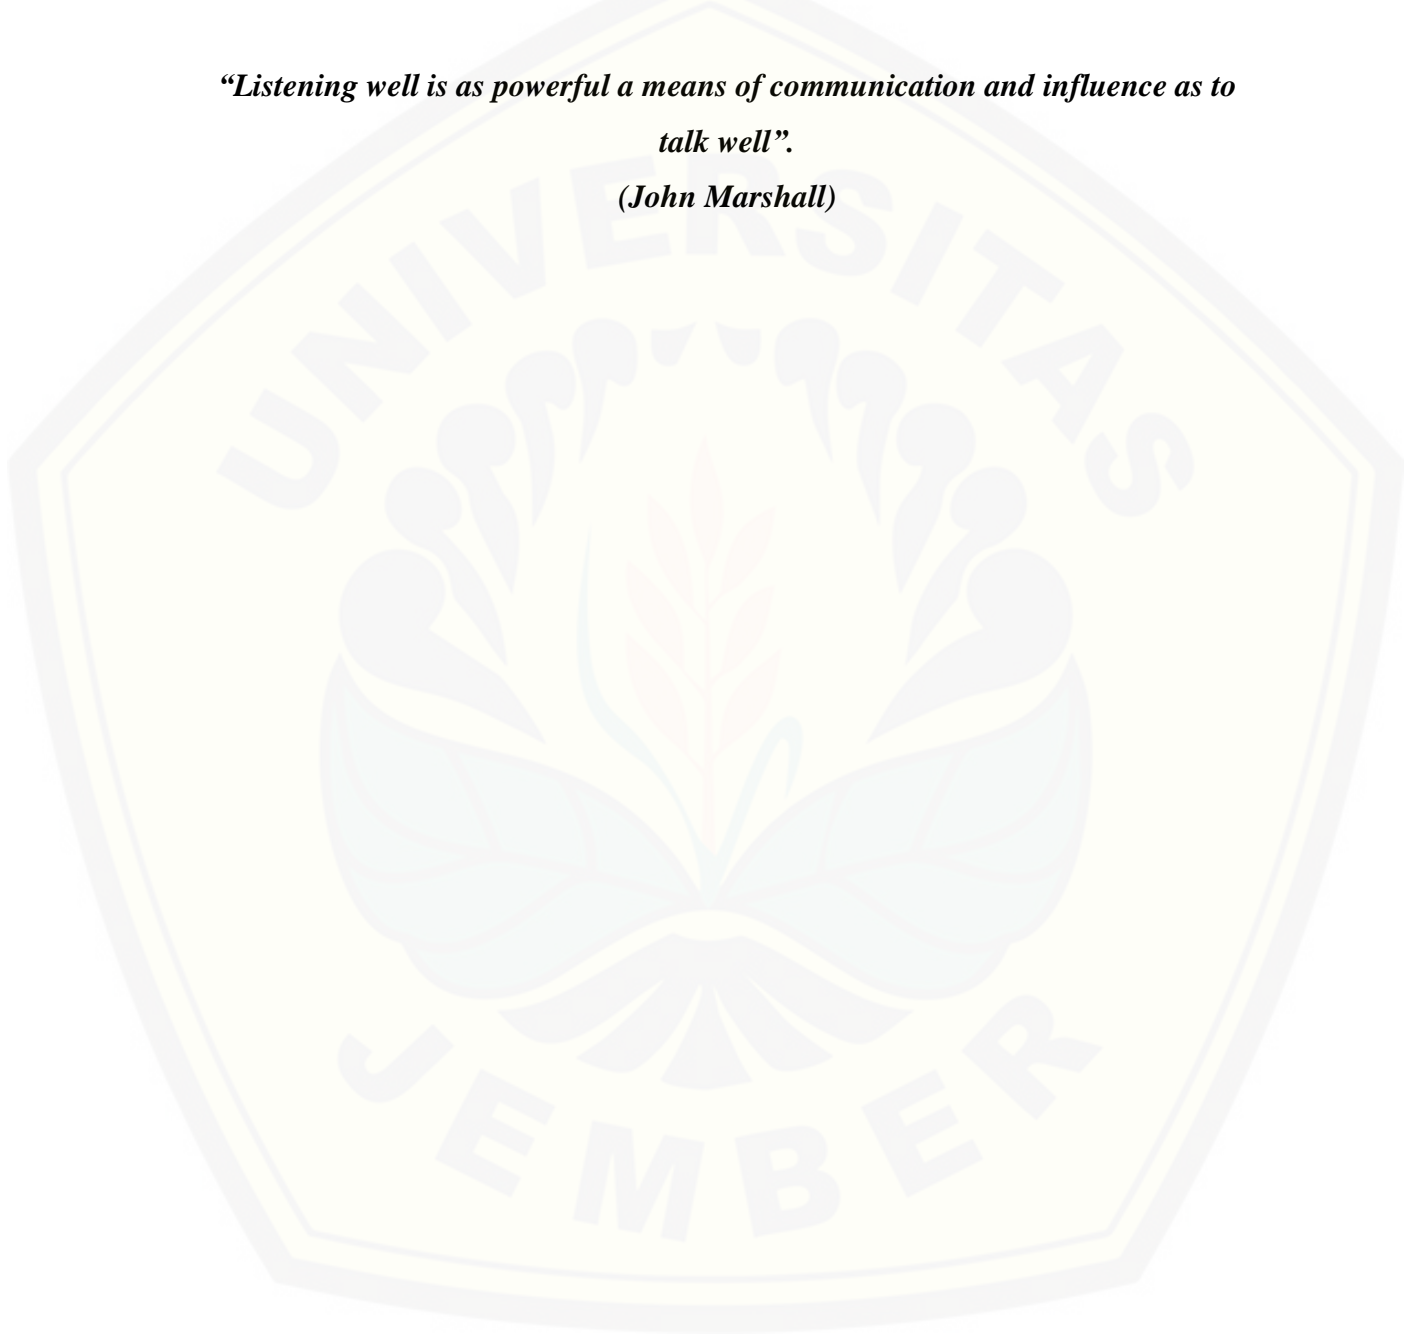 “Listening well is as powerful a means of communication and influence as to
talk well”.
(John Marshall)
UNIVERSITAS
JEMBER